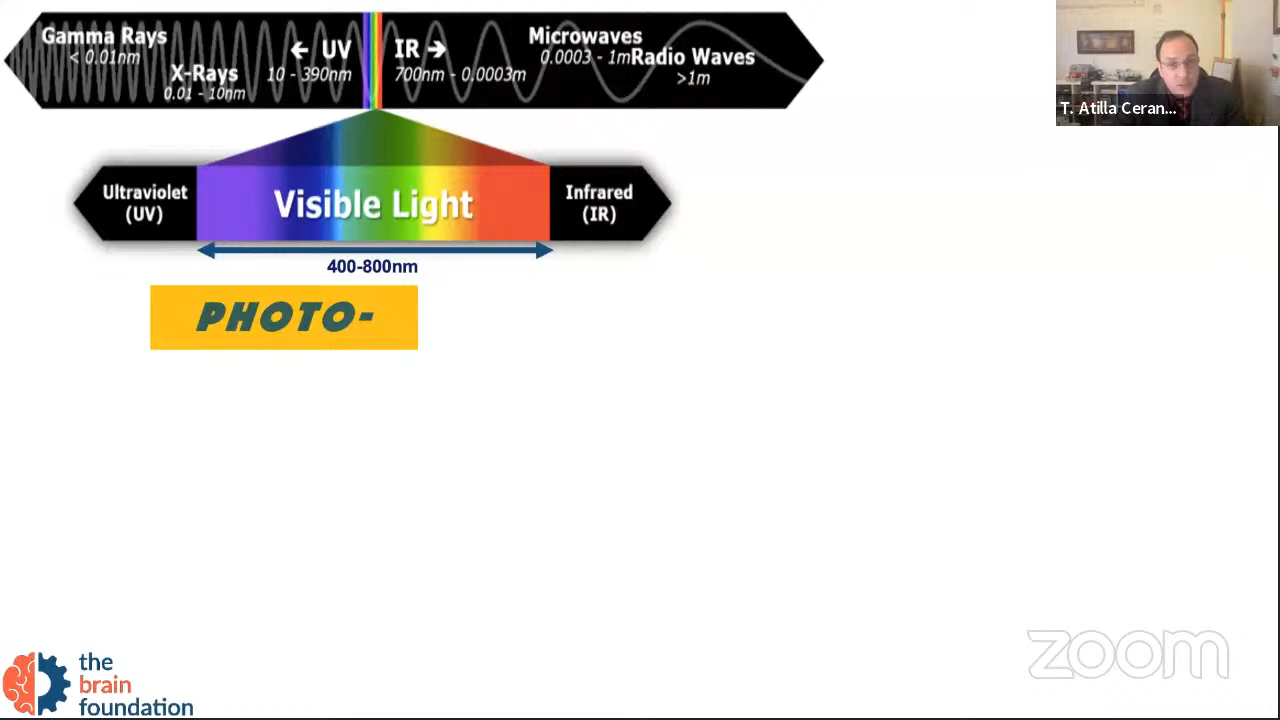 Gamma Rays
< 0.01nm
X-Rays
0.01 - 10nm
← UV
10 - 390nm
IR →
700nm - 0.0003m
Microwaves
0.0003 - 1m
Radio Waves
>1m
T. Atilla Ceran...
Ultraviolet
(UV)
Visible Light
Infrared
(IR)
400-800nm
PHOTO-
the
brain
foundation
zoom